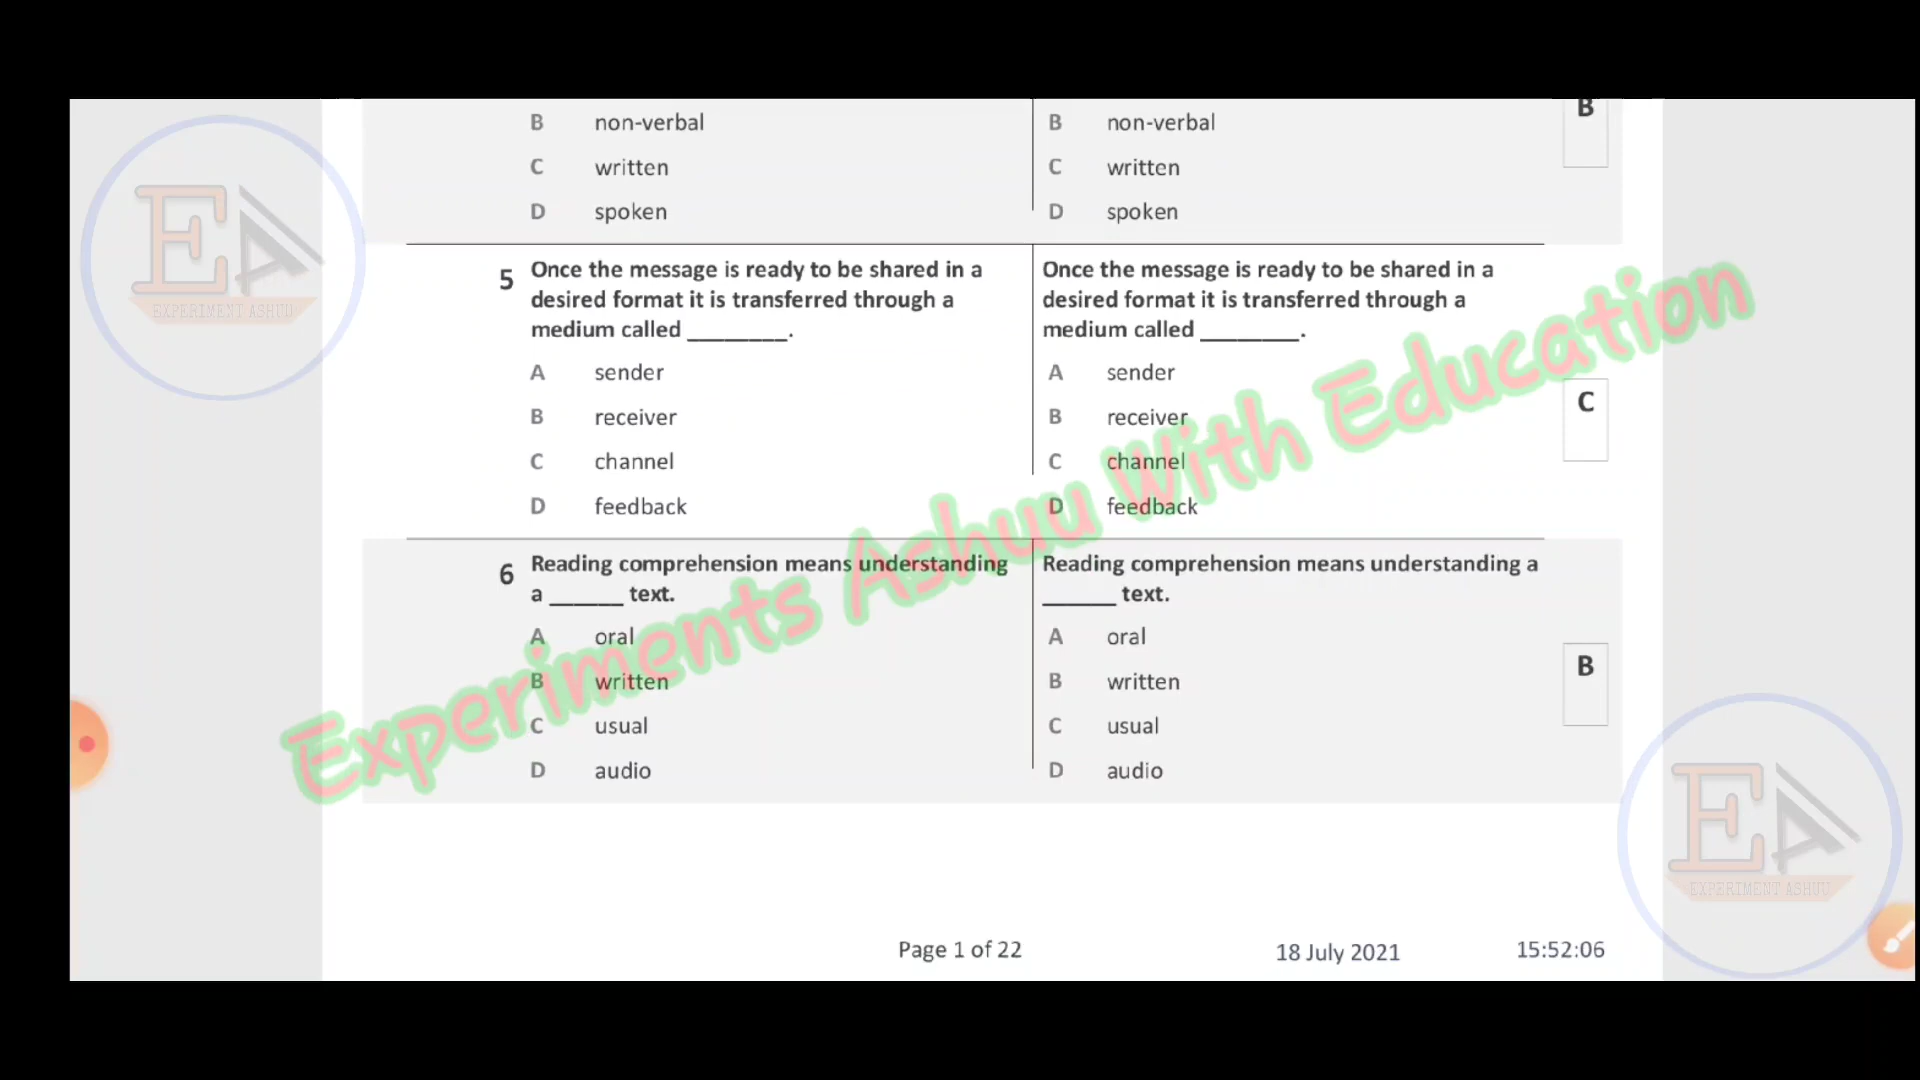 B non-verbal B non-verbal B
C written C written
D spoken D spoken
5 Once the message is ready to be shared in a Once the message is ready to be shared in a
desired format it is transferred through a desired format it is transferred through a
medium called ________. medium called ________.
A sender A sender
B receiver B receiver C
C channel C channel
D feedback D feedback
6 Reading comprehension means understanding Reading comprehension means understanding a
a ______ text. ______ text.
A oral A oral
B written B written B
C usual C usual
D audio D audio
Page 1 of 22 18 July 2021 15:52:06
Experiments Ashuu With Education
EA
EXPERIMENT ASHUU
EA
EXPERIMENT ASHUU